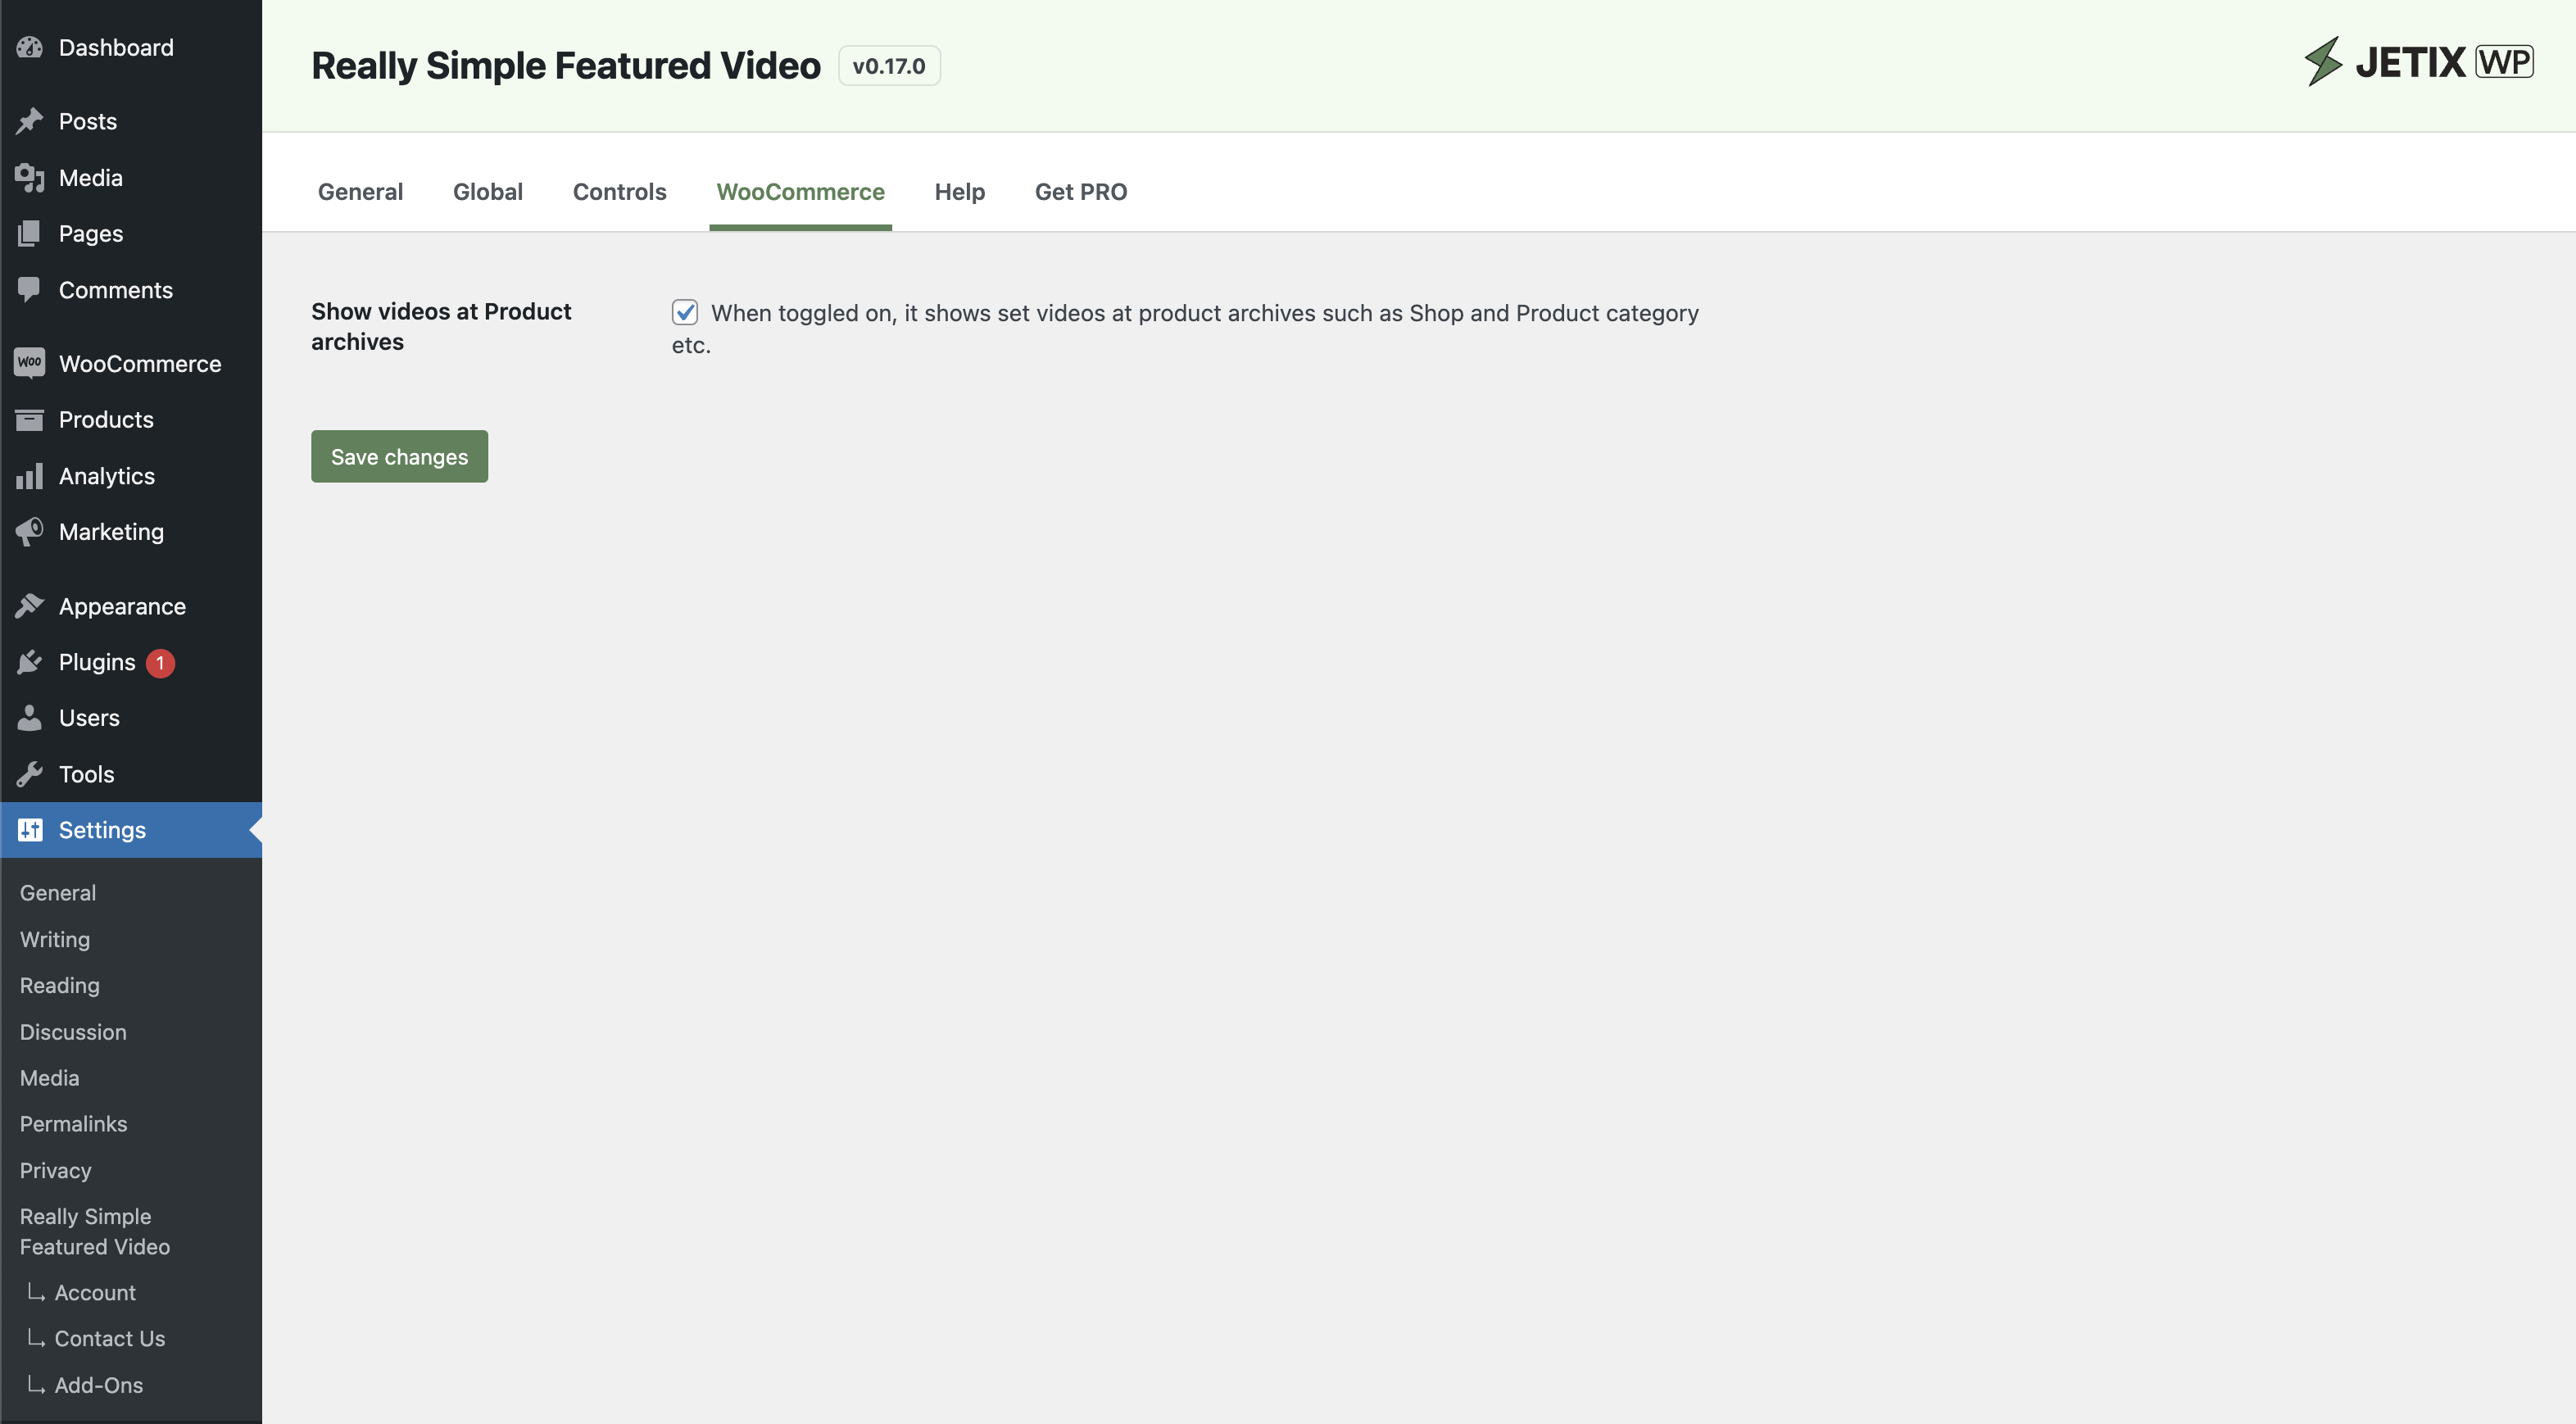 Dashboard
Posts
Media
Pages
Comments
Woo WooCommerce
Products
Analytics
Marketing
Appearance
Plugins 1
Users
Tools
Settings
General
Writing
Reading
Discussion
Media
Permalinks
Privacy
Really Simple
Featured Video
Account
Contact Us
Add-Ons
Really Simple Featured Video v0.17.0
JETIX WP
General Global Controls WooCommerce Help Get PRO
Show videos at Product
archives
When toggled on, it shows set videos at product archives such as Shop and Product category
etc.
Save changes